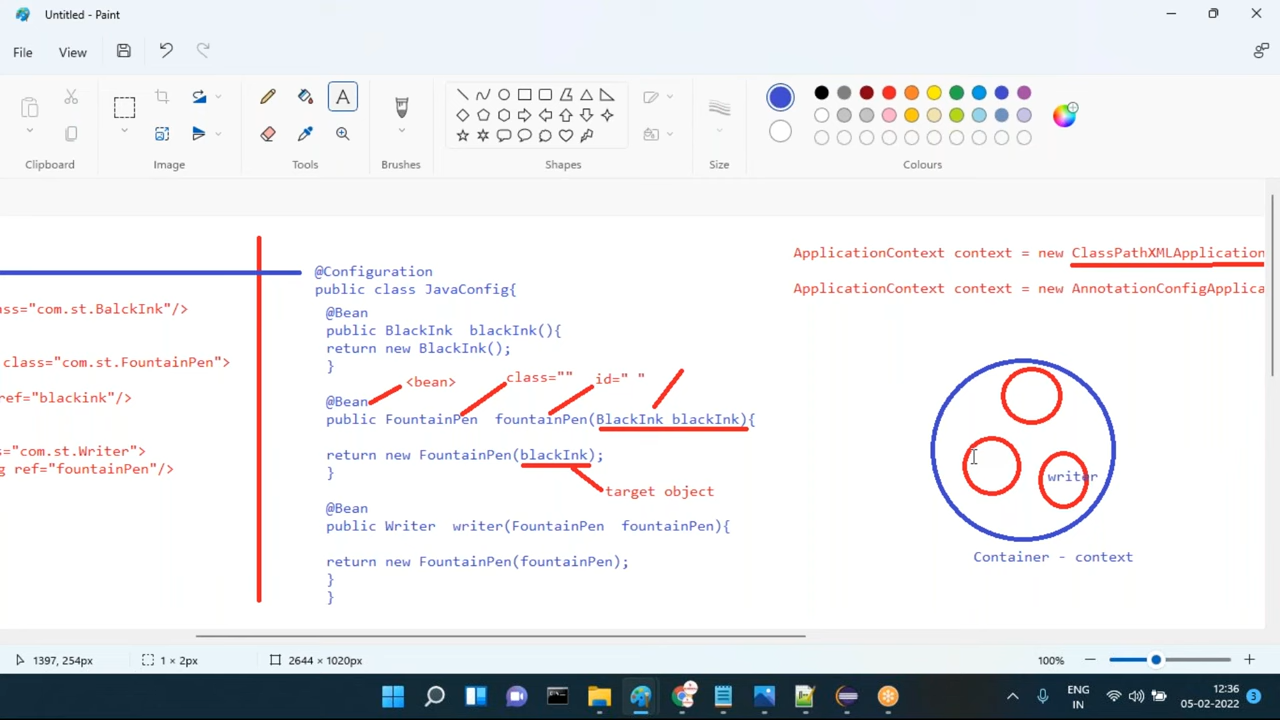 Untitled - Paint
File View
Clipboard
Image
Tools
Brushes
Shapes
Size
Colours
ass="com.st.BalckInk"/>
class="com.st.FountainPen">
ref="blackink"/>
s="com.st.Writer">
g ref="fountainPen"/>
@Configuration
public class JavaConfig{
@Bean
public BlackInk blackInk(){
return new BlackInk();
}
<bean>
class=""
id=" "
@Bean
public FountainPen fountainPen(BlackInk blackInk){
return new FountainPen(blackInk);
}
target object
@Bean
public Writer writer(FountainPen fountainPen){
return new FountainPen(fountainPen);
}
}
ApplicationContext context = new ClassPathXMLApplication
ApplicationContext context = new AnnotationConfigApplica
writer
Container - context
1397, 254px
1 × 2px
2644 × 1020px
100%
ENG
IN
12:36
05-02-2022
3